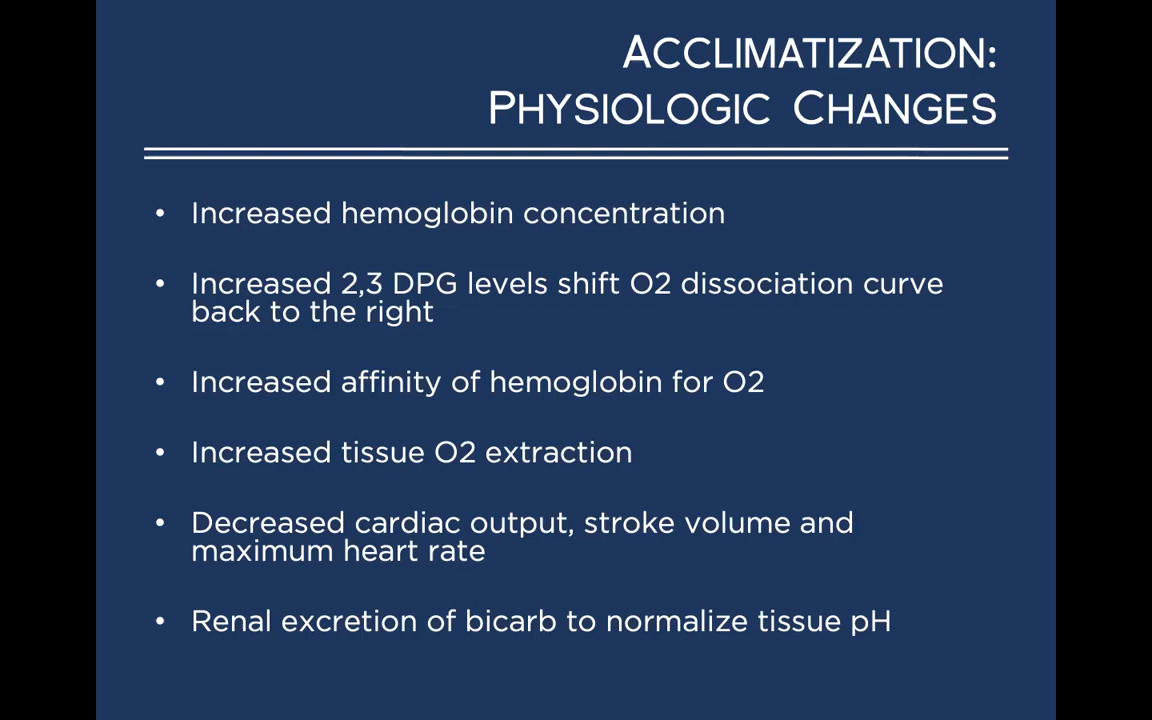 ACCLIMATIZATION:
PHYSIOLOGIC CHANGES
• Increased hemoglobin concentration
• Increased 2,3 DPG levels shift O2 dissociation curve
back to the right
• Increased affinity of hemoglobin for O2
• Increased tissue O2 extraction
• Decreased cardiac output, stroke volume and
maximum heart rate
• Renal excretion of bicarb to normalize tissue pH